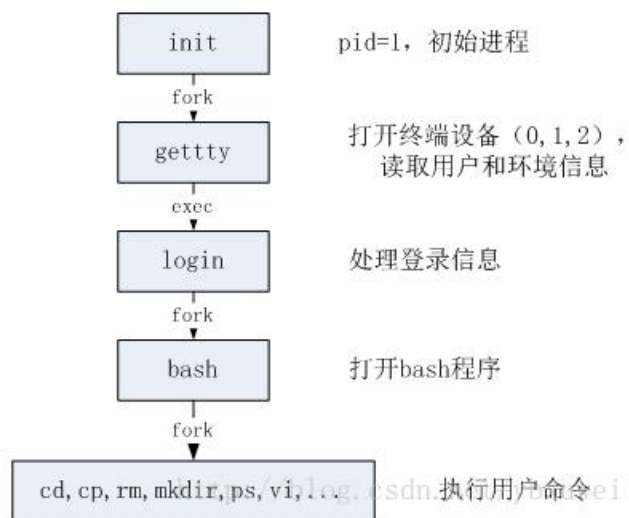 init pid=1，初始进程
fork
gettty 打开终端设备（0,1,2），
读取用户和环境信息
exec
login 处理登录信息
fork
bash 打开bash程序
fork
cd,cp,rm,mkdir,ps,vi,... 执行用户命令